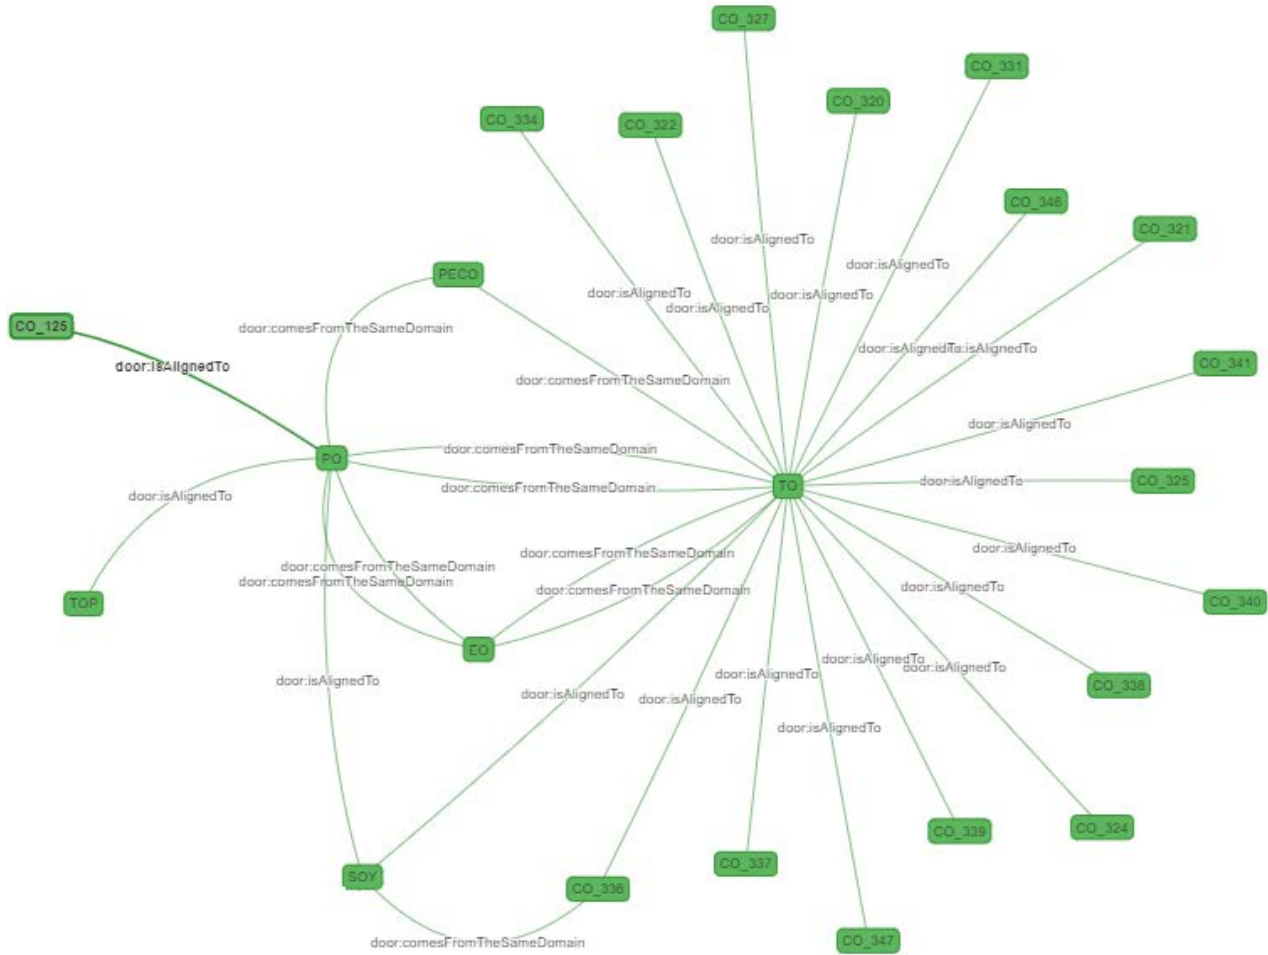 CO_327
CO_331
CO_320
CO_334
CO_322
CO_346
CO_321
door:isAlignedTo
door:isAlignedTo
PECO
door:isAlignedTo
door:isAlignedTo
door:isAlignedTo
CO_125
door:comesFromTheSameDomain
door:isAlignedTo
door:isAlignedTo
door:isAlignedTo
CO_341
door:comesFromTheSameDomain
door:isAlignedTo
door:comesFromTheSameDomain
PO
door:isAlignedTo
CO_325
door:comesFromTheSameDomain
TO
door:isAlignedTo
door:isAlignedTo
door:comesFromTheSameDomain
door:comesFromTheSameDomain
door:comesFromTheSameDomain
door:comesFromTheSameDomain
door:isAlignedTo
TOP
CO_340
EO
door:isAlignedTo
door:isAlignedTo
door:isAlignedTo
door:isAlignedTo
door:isAlignedTo
door:isAlignedTo
CO_338
door:isAlignedTo
CO_339
CO_324
CO_337
SOY
CO_336
door:comesFromTheSameDomain
CO_347